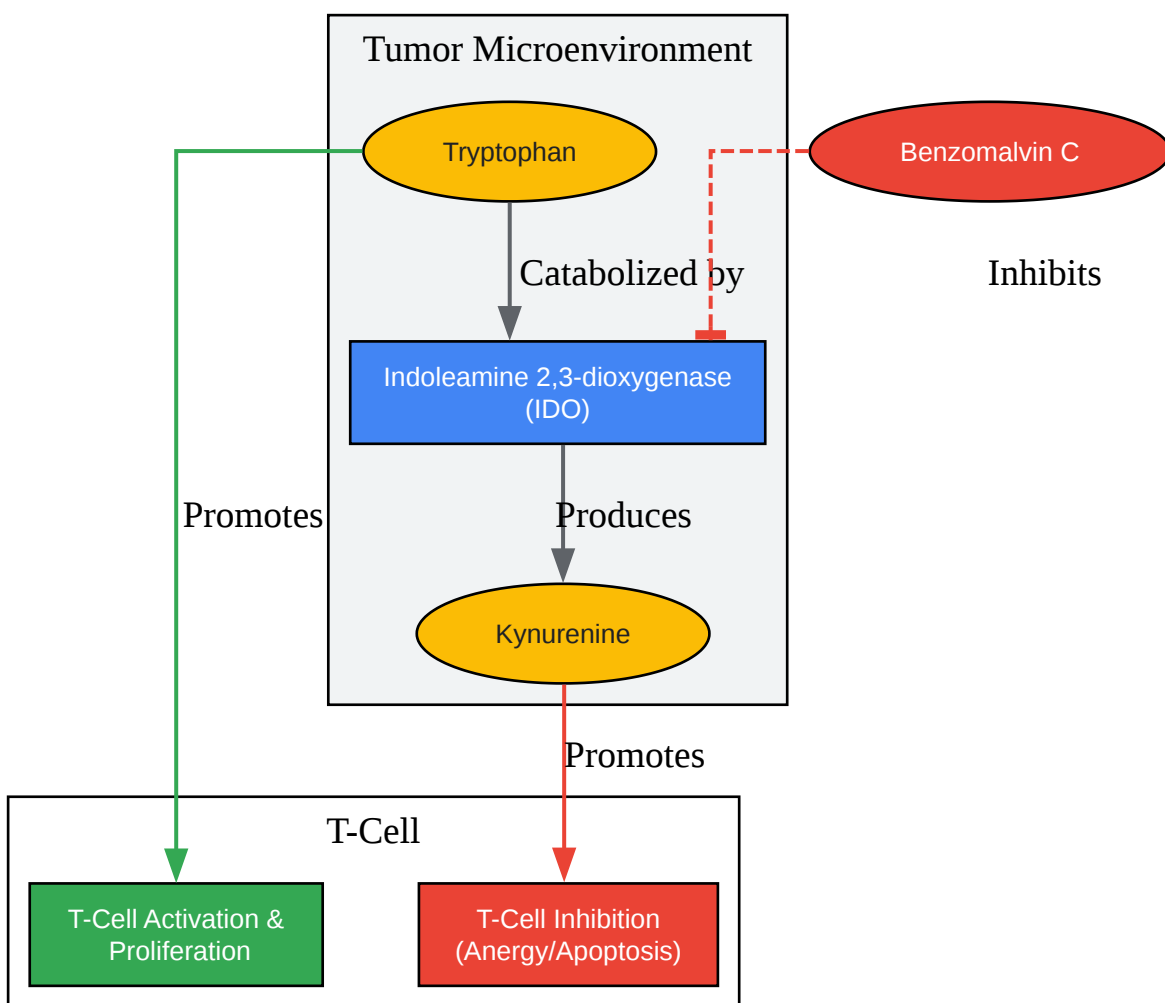 Tumor Microenvironment
Tryptophan
Benzomalvin C
Catabolized by
Inhibits
Indoleamine 2,3-dioxygenase
(IDO)
Promotes
Produces
Kynurenine
Promotes
T-Cell
T-Cell Activation &
Proliferation
T-Cell Inhibition
(Anergy/Apoptosis)